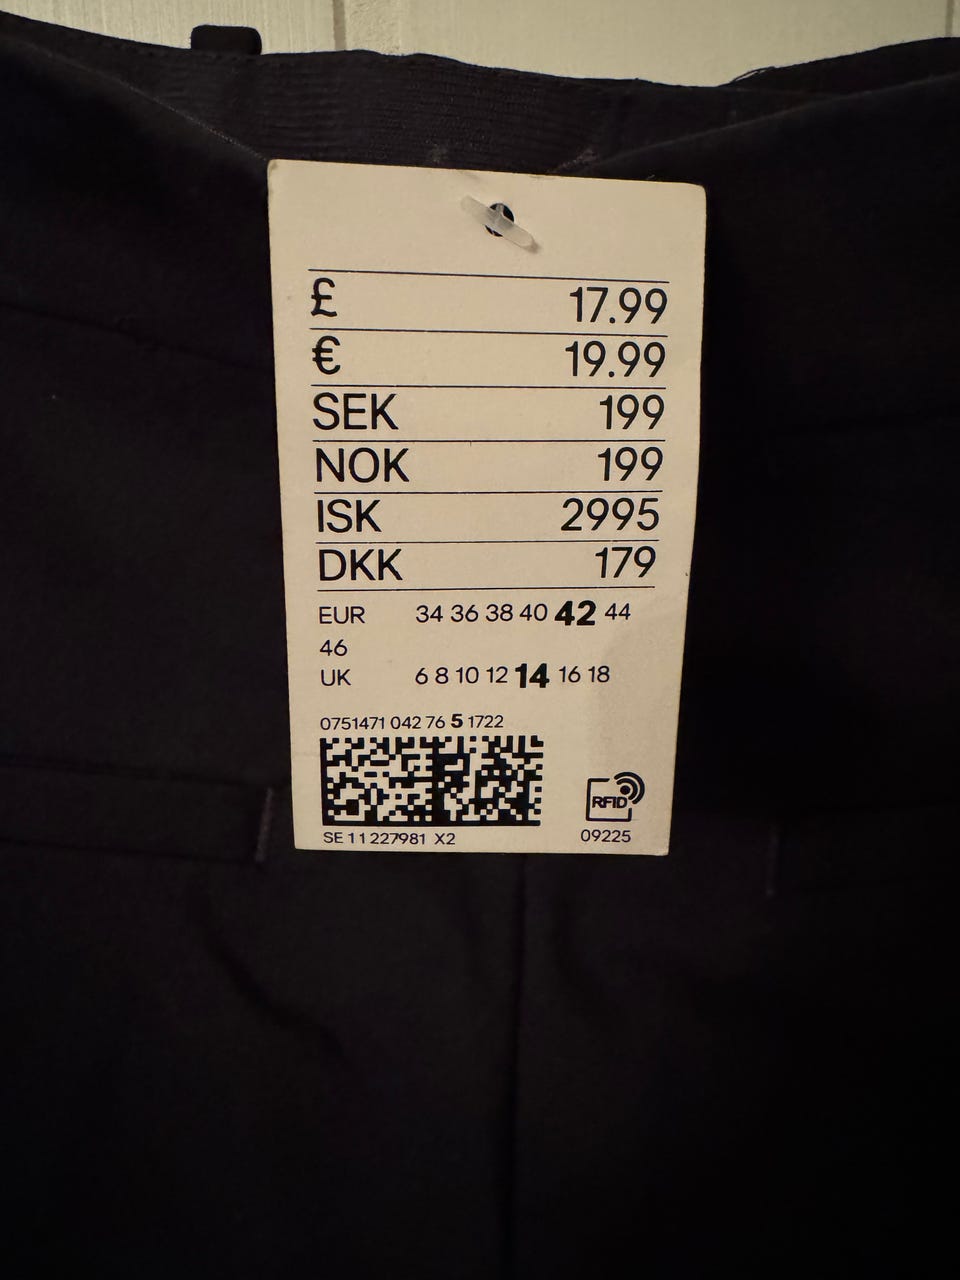 £ 17.99
€ 19.99
SEK 199
NOK 199
ISK 2995
DKK 179
EUR 34 36 38 40 42 44
46
UK 6 8 10 12 14 16 18
0751471 042 76 5 1722
RFID
SE 11 227981 X2 09225